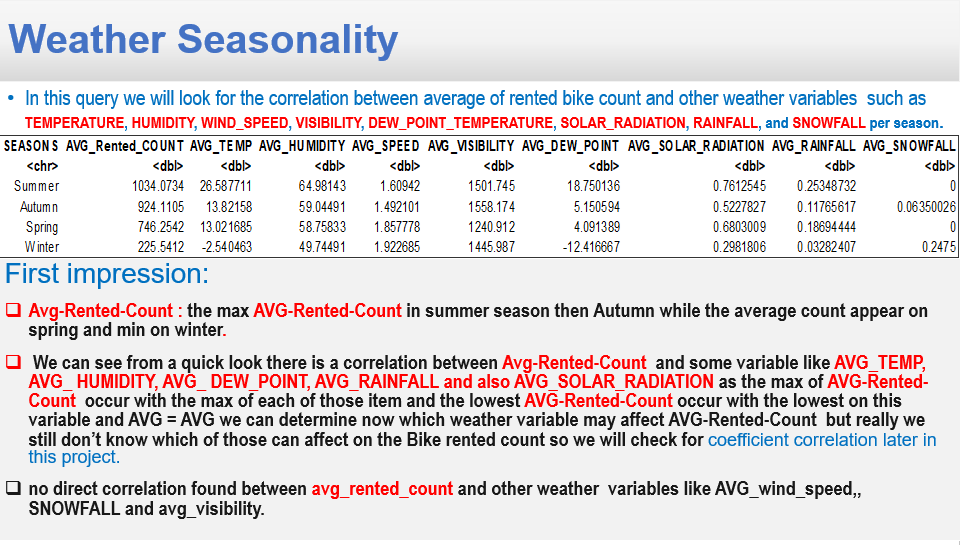 Weather Seasonality
• In this query we will look for the correlation between average of rented bike count and other weather variables such as
TEMPERATURE, HUMIDITY, WIND_SPEED, VISIBILITY, DEW_POINT_TEMPERATURE, SOLAR_RADIATION, RAINFALL, and SNOWFALL per season.
SEASONS AVG_Rented_COUNT AVG_TEMP AVG_HUMIDITY AVG_SPEED AVG_VISIBILITY AVG_DEW_POINT AVG_SOLAR_RADIATION AVG_RAINFALL AVG_SNOWFALL
<chr> <dbl> <dbl> <dbl> <dbl> <dbl> <dbl> <dbl> <dbl> <dbl>
Summer 1034.0734 26.587711 64.98143 1.60942 1501.745 18.750136 0.7612545 0.25348732 0
Autumn 924.1105 13.82158 59.04491 1.492101 1558.174 5.150594 0.5227827 0.11765617 0.06350026
Spring 746.2542 13.021685 58.75833 1.857778 1240.912 4.091389 0.6803009 0.18694444 0
Winter 225.5412 -2.540463 49.74491 1.922685 1445.987 -12.416667 0.2981806 0.03282407 0.2475
First impression:
❑ Avg-Rented-Count : the max AVG-Rented-Count in summer season then Autumn while the average count appear on
spring and min on winter.
❑ We can see from a quick look there is a correlation between Avg-Rented-Count and some variable like AVG_TEMP,
AVG_ HUMIDITY, AVG_ DEW_POINT, AVG_RAINFALL and also AVG_SOLAR_RADIATION as the max of AVG-Rented-
Count occur with the max of each of those item and the lowest AVG-Rented-Count occur with the lowest on this
variable and AVG = AVG we can determine now which weather variable may affect AVG-Rented-Count but really we
still don’t know which of those can affect on the Bike rented count so we will check for coefficient correlation later in
this project.
❑ no direct correlation found between avg_rented_count and other weather variables like AVG_wind_speed,,
SNOWFALL and avg_visibility.